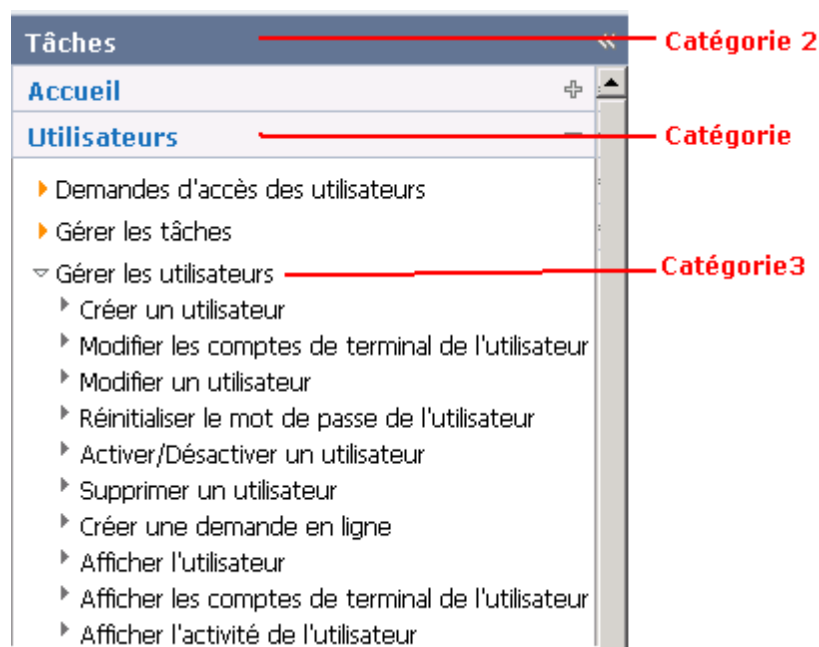 Tâches
Catégorie 2
Accueil
Utilisateurs
Catégorie
Demandes d'accès des utilisateurs
Gérer les tâches
Gérer les utilisateurs
Catégorie3
Créer un utilisateur
Modifier les comptes de terminal de l'utilisateur
Modifier un utilisateur
Réinitialiser le mot de passe de l'utilisateur
Activer/Désactiver un utilisateur
Supprimer un utilisateur
Créer une demande en ligne
Afficher l'utilisateur
Afficher les comptes de terminal de l'utilisateur
Afficher l'activité de l'utilisateur